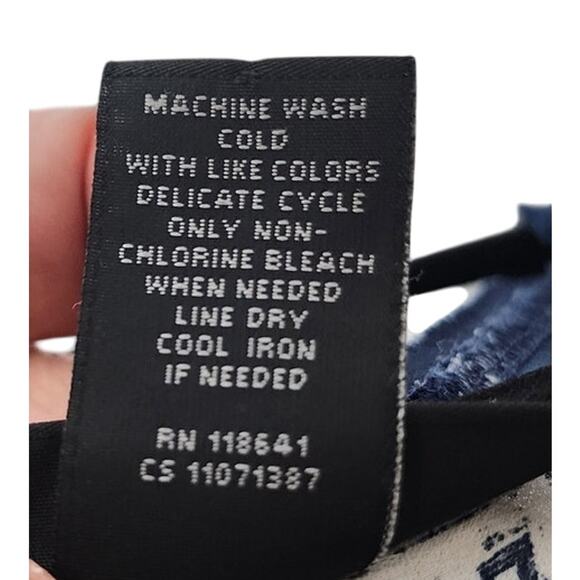 MACHINE WASH
COLD
WITH LIKE COLORS
DELICATE CYCLE
ONLY NON-
CHLORINE BLEACH
WHEN NEEDED
LINE DRY
COOL IRON
IF NEEDED
RN 118641
CS 11071387